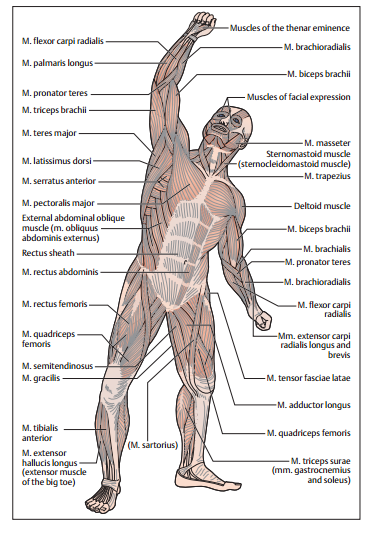 Muscles of the thenar eminence
M. flexor carpi radialis
M. brachioradialis
M. palmaris longus
M. biceps brachii
M. pronator teres
Muscles of facial expression
M. triceps brachii
M. teres major
M. masseter
Sternomastoid muscle
(sternocleidomastoid muscle)
M. latissimus dorsi
M. trapezius
M. serratus anterior
M. pectoralis major
Deltoid muscle
External abdominal oblique
muscle (m. obliquus
abdominis externus)
M. biceps brachii
Rectus sheath
M. brachialis
M. pronator teres
M. rectus abdominis
M. brachioradialis
M. rectus femoris
M. flexor carpi
radialis
M. quadriceps
femoris
Mm. extensor carpi
radialis longus and
brevis
M. semitendinosus
M. gracilis
M. tensor fasciae latae
M. adductor longus
M. tibialis
anterior
M. quadriceps femoris
(M. sartorius)
M. extensor
hallucis longus
(extensor muscle
of the big toe)
M. triceps surae
(mm. gastrocnemius
and soleus)